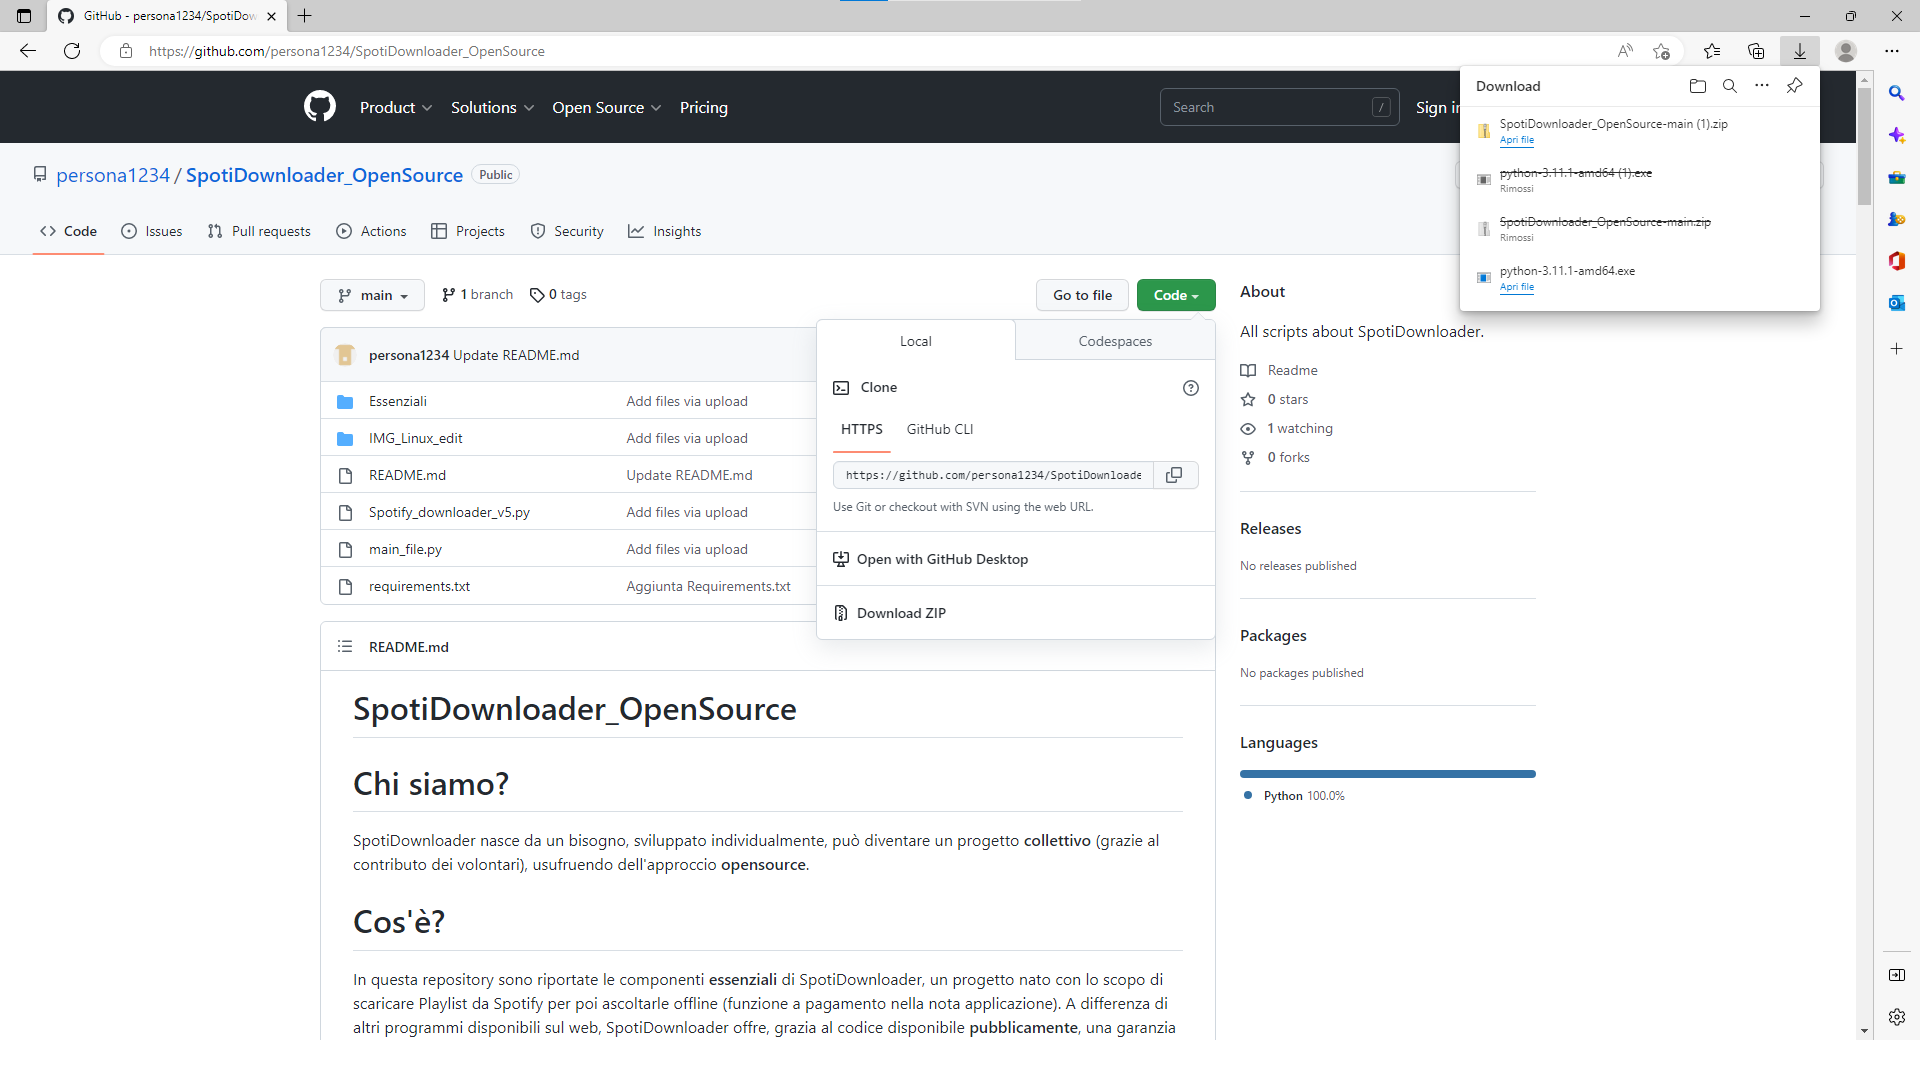 GitHub - persona1234/SpotiDow
https://github.com/persona1234/SpotiDownloader_OpenSource
Product
Solutions
Open Source
Pricing
Search
/
Sign in
Download
SpotiDownloader_OpenSource-main (1).zip
Apri file
python-3.11.1-amd64 (1).exe
Rimossi
SpotiDownloader_OpenSource-main.zip
Rimossi
python-3.11.1-amd64.exe
Apri file
persona1234 / SpotiDownloader_OpenSource
Public
Code
Issues
Pull requests
Actions
Projects
Security
Insights
main
1 branch
0 tags
Go to file
Code
persona1234 Update README.md
Essenziali
Add files via upload
IMG_Linux_edit
Add files via upload
README.md
Update README.md
Spotify_downloader_v5.py
Add files via upload
main_file.py
Add files via upload
requirements.txt
Aggiunta Requirements.txt
Local
Codespaces
Clone
HTTPS
GitHub CLI
https://github.com/persona1234/SpotiDownloade
Use Git or checkout with SVN using the web URL.
Open with GitHub Desktop
Download ZIP
README.md
SpotiDownloader_OpenSource
Chi siamo?
SpotiDownloader nasce da un bisogno, sviluppato individualmente, può diventare un progetto collettivo (grazie al
contributo dei volontari), usufruendo dell'approccio opensource.
Cos'è?
In questa repository sono riportate le componenti essenziali di SpotiDownloader, un progetto nato con lo scopo di
scaricare Playlist da Spotify per poi ascoltarle offline (funzione a pagamento nella nota applicazione). A differenza di
altri programmi disponibili sul web, SpotiDownloader offre, grazia al codice disponibile pubblicamente, una garanzia
About
All scripts about SpotiDownloader.
Readme
0 stars
1 watching
0 forks
Releases
No releases published
Packages
No packages published
Languages
Python 100.0%